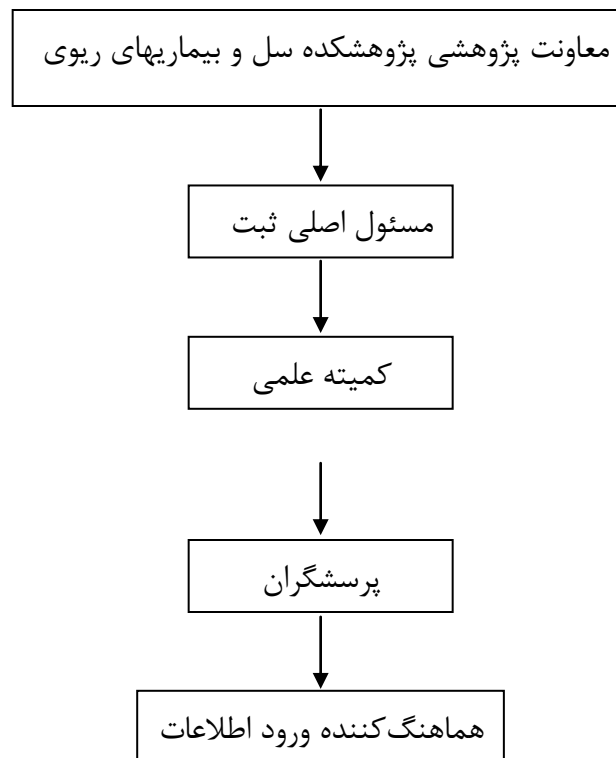 معاونت پژوهشی پژوهشکده سل و بیماریهای ریوی
مسئول اصلی ثبت
کمیته علمی
پرسشگران
هماهنگ‌کننده ورود اطلاعات